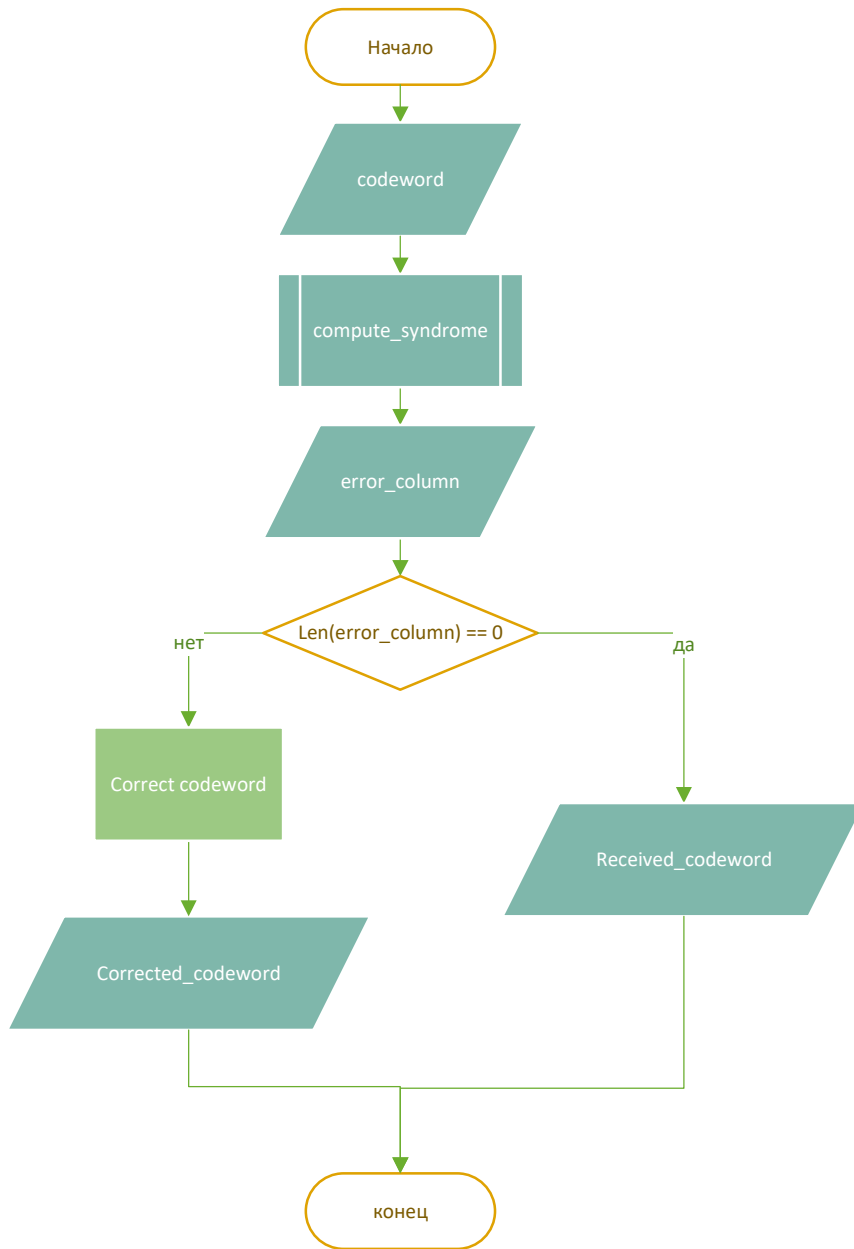 Начало
codeword
compute_syndrome
error_column
Len(error_column) == 0
нет
да
Correct codeword
Received_codeword
Corrected_codeword
конец